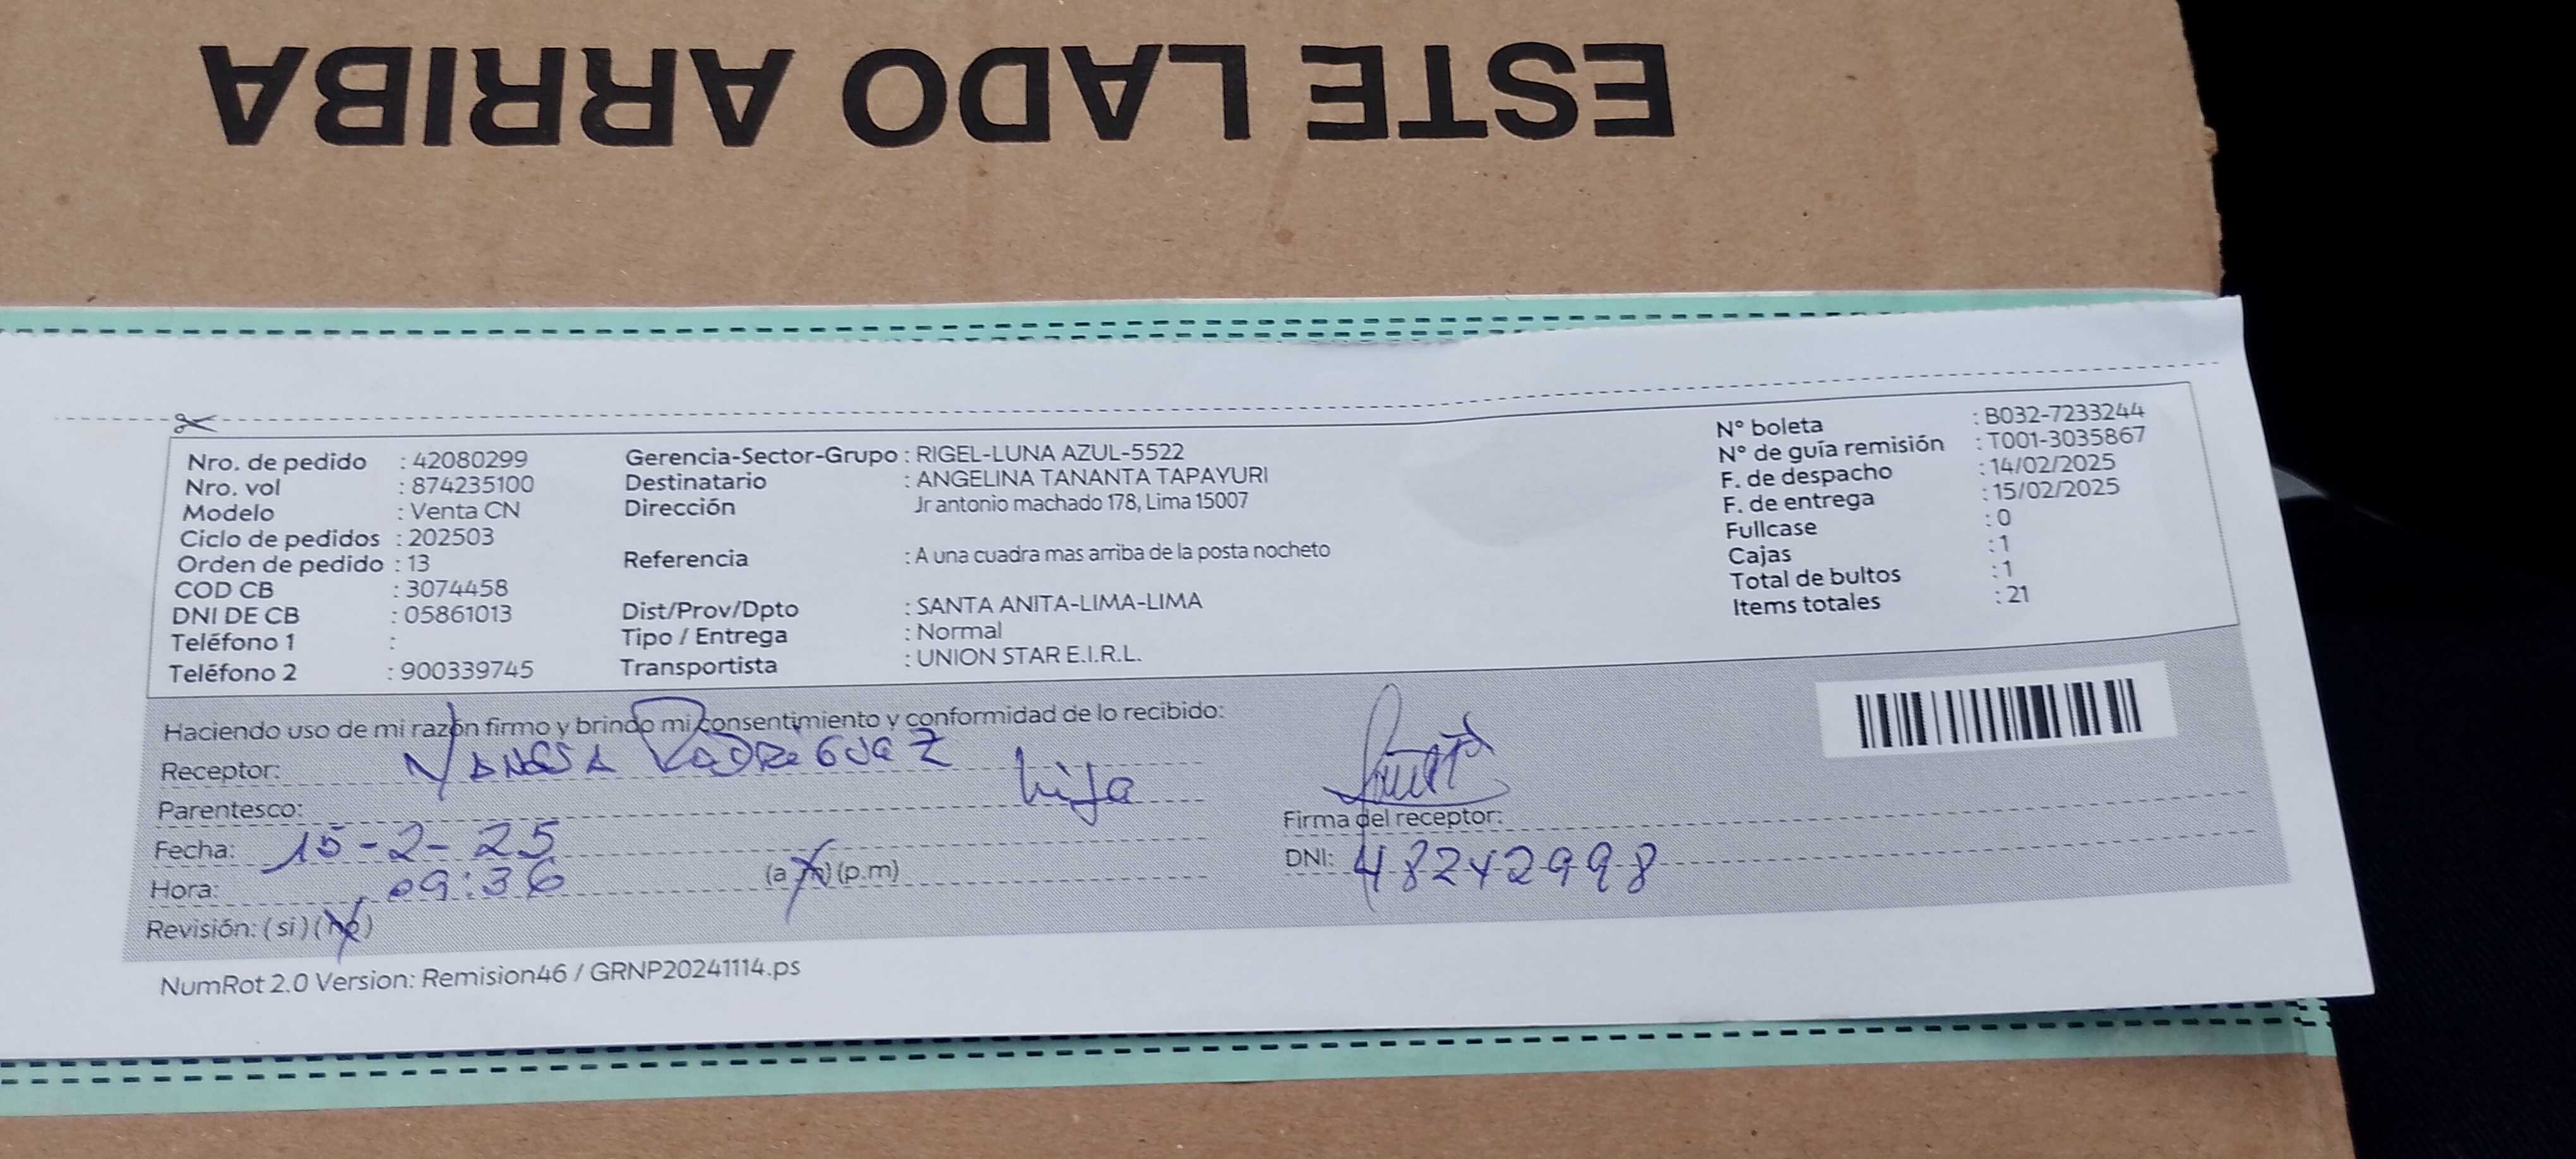 ESTE LADO ARRIBA
Nro. de pedido : 42080299
Nro. vol : 874235100
Modelo : Venta CN
Ciclo de pedidos : 202503
Orden de pedido : 13
COD CB : 3074458
DNI DE CB : 05861013
Teléfono 1 :
Teléfono 2 : 900339745
Gerencia-Sector-Grupo : RIGEL-LUNA AZUL-5522
Destinatario : ANGELINA TANANTA TAPAYURI
Dirección Jr antonio machado 178, Lima 15007
Referencia : A una cuadra mas arriba de la posta nocheto
Dist/Prov/Dpto : SANTA ANITA-LIMA-LIMA
Tipo / Entrega : Normal
Transportista : UNION STAR E.I.R.L.
N° boleta : B032-7233244
N° de guía remisión : T001-3035867
F. de despacho : 14/02/2025
F. de entrega : 15/02/2025
Fullcase : 0
Cajas : 1
Total de bultos : 1
Items totales : 21
Haciendo uso de mi razón firmo y brindo mi consentimiento y conformidad de lo recibido:
Receptor:
Parentesco: hija
Fecha: 15-2-25
Hora: 09:36 (a.m)(p.m)
Revisión: (si) (no)
Firma del receptor:
DNI: 48242998
NumRot 2.0 Version: Remision46 / GRNP20241114.ps